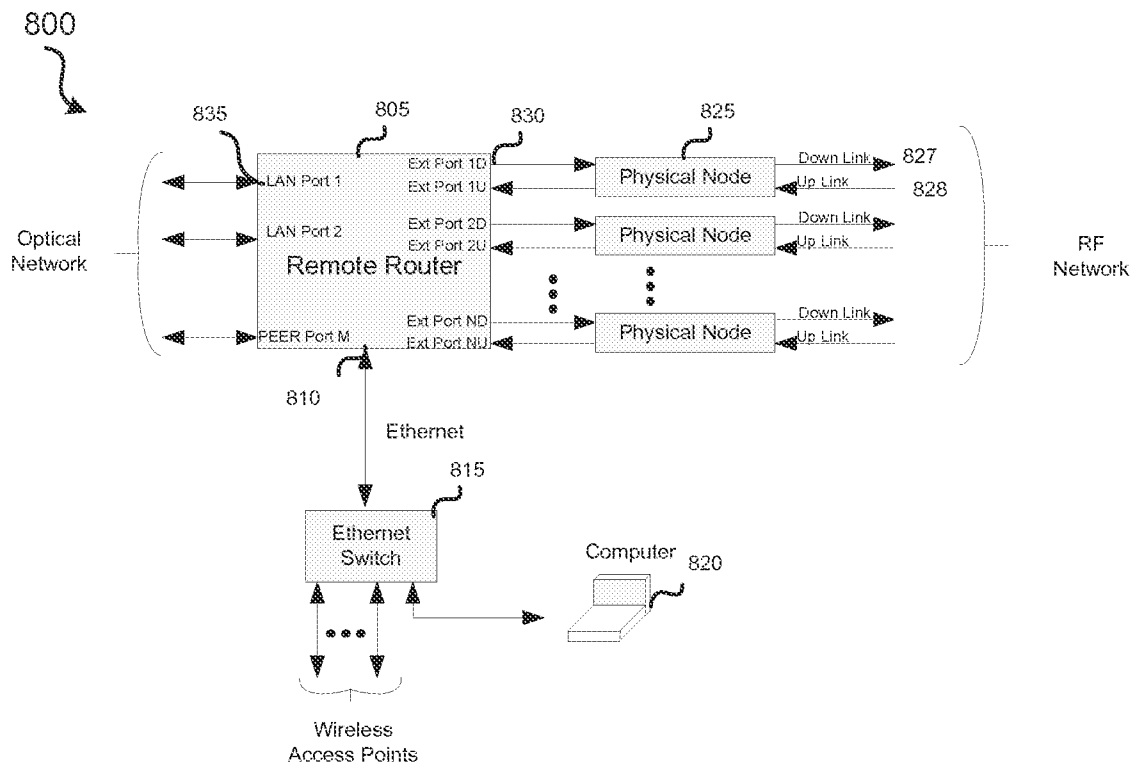 800
835
805
830
825
Ext Port 1D
Down Link
827
LAN Port 1
Ext Port 1U
Physical Node
Up Link
828
LAN Port 2
Ext Port 2D
Physical Node
Down Link
Ext Port 2U
Up Link
Optical
Network
Remote Router
RF
Network
Ext Port ND
Physical Node
Down Link
PEER Port M
Ext Port NU
Up Link
810
Ethernet
815
Ethernet
Switch
Computer
820
Wireless
Access Points